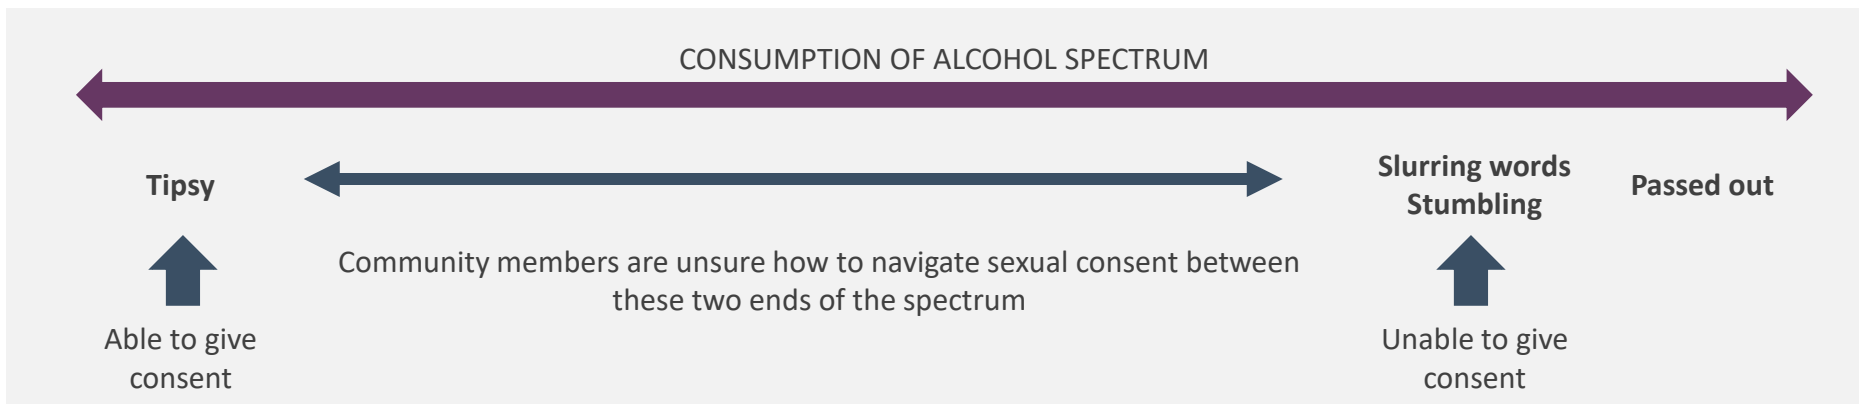 CONSUMPTION OF ALCOHOL SPECTRUM
Tipsy
Slurring words
Stumbling
Passed out
Community members are unsure how to navigate sexual consent between
these two ends of the spectrum
Able to give
consent
Unable to give
consent